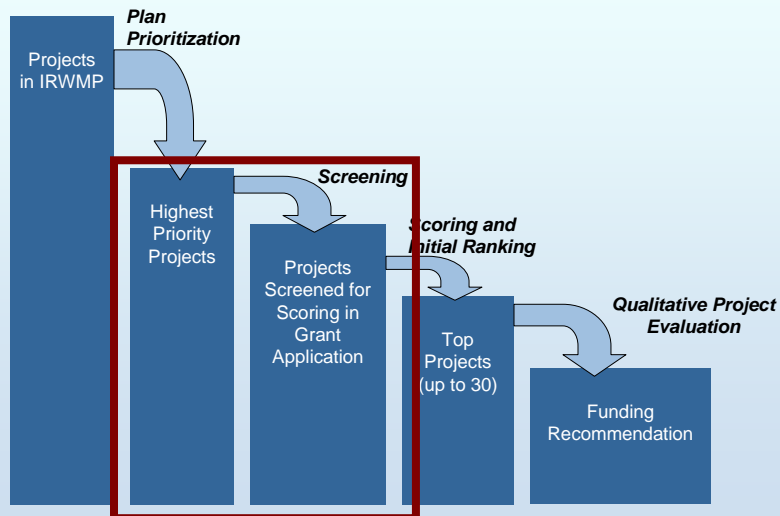 Plan
Prioritization
Projects
in IRWMP
Screening
Highest
Priority
Projects
Scoring and
Initial Ranking
Projects
Screened for
Scoring in
Grant
Application
Qualitative Project
Evaluation
Top
Projects
(up to 30)
Funding
Recommendation